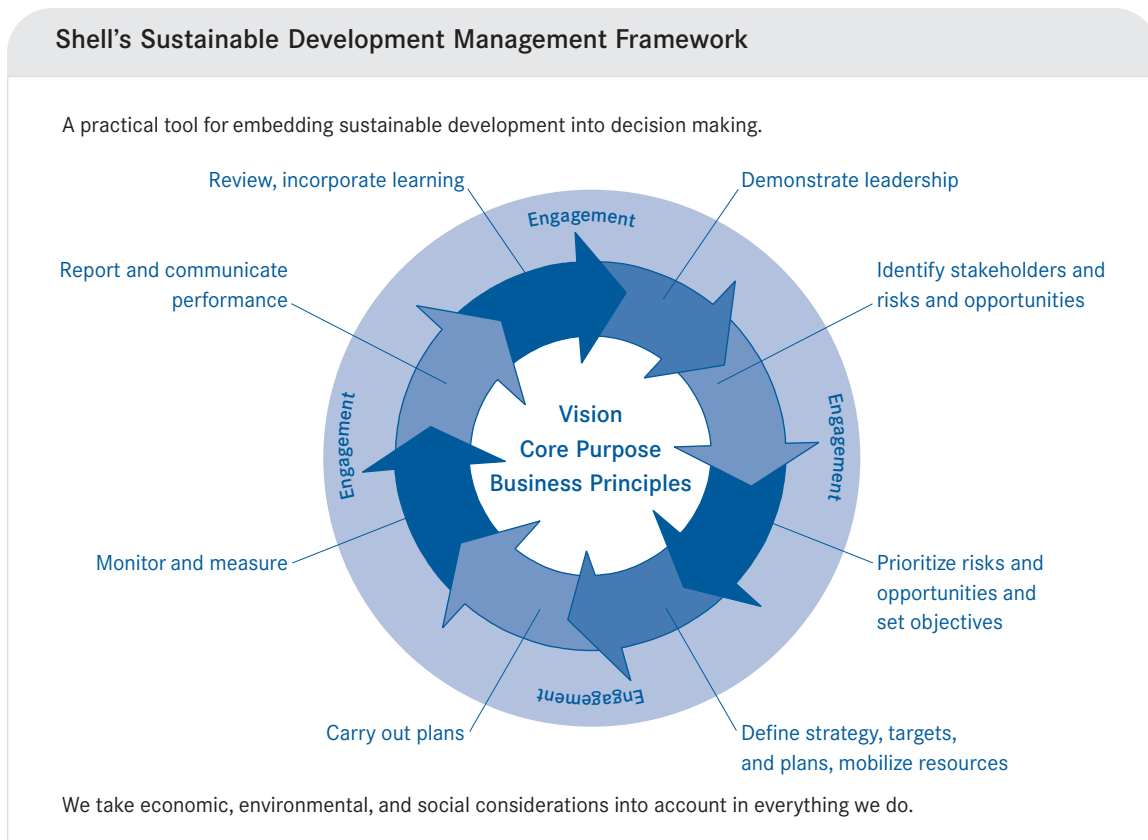 Shell’s Sustainable Development Management Framework
A practical tool for embedding sustainable development into decision making.
Review, incorporate learning
Demonstrate leadership
Engagement
Report and communicate
performance
Identify stakeholders and
risks and opportunities
Engagement
Vision
Core Purpose
Business Principles
Engagement
Monitor and measure
Prioritize risks and
opportunities and
set objectives
Engagement
Carry out plans
Define strategy, targets,
and plans, mobilize resources
We take economic, environmental, and social considerations into account in everything we do.